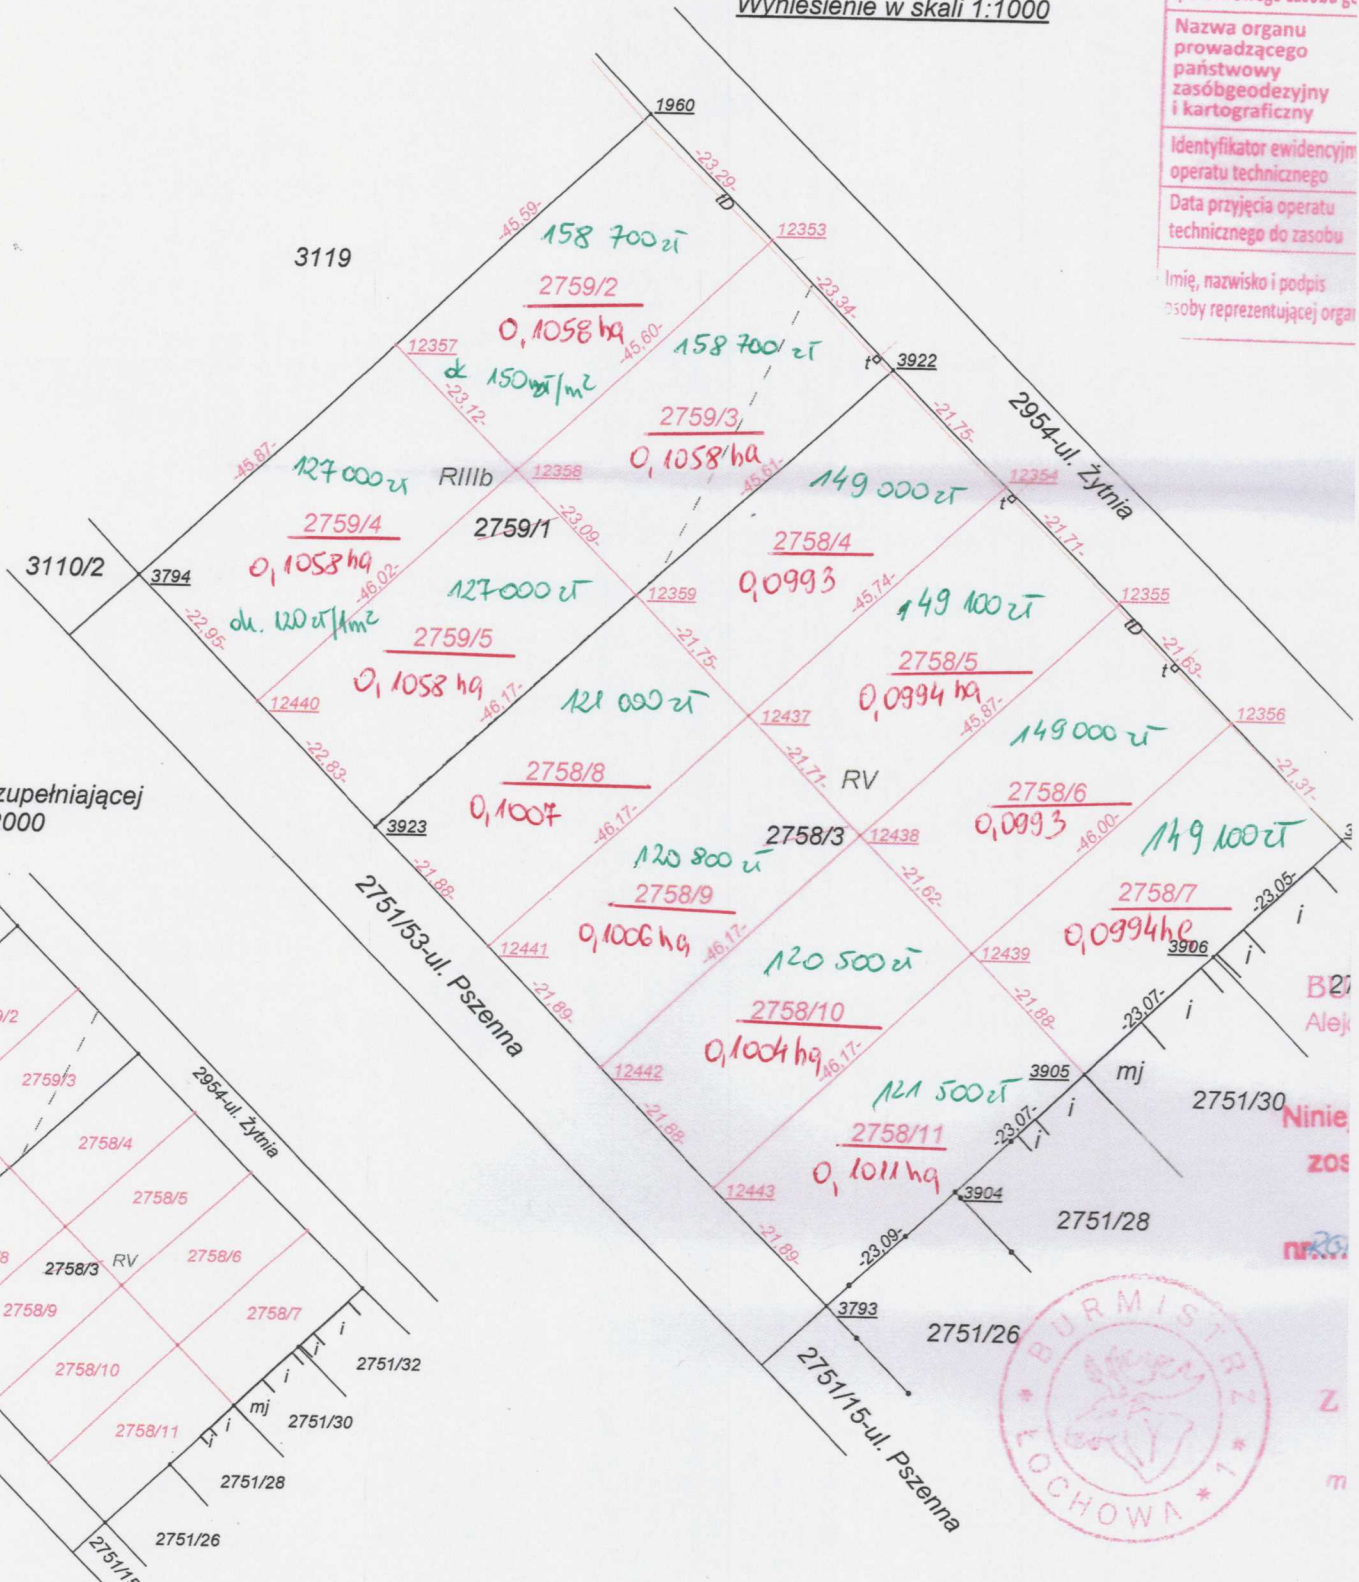 Wyniesienie w skali 1:1000
Nazwa organu
prowadzącego
państwowy
zasóbgeodezyjny
i kartograficzny
operatu technicznego
Data przyjęcia operatu
technicznego do zasobu
Imię, nazwisko i podpis
1960
-23,29-
tD
12353
-45,59-
158 700 zł
3119
2759/2
0,1058 ha
-23,34-
12357
-45,60-
158 700 zł
3922
150 zł/m²
-23,12-
2759/3
0,1058 ha
-21,75-
2954-ul. Żytnia
-45,87-
127 000 zł
RIIIb
12358
-45,61-
149 000 zł
12354
2759/4
0,1058 ha
2759/1
-23,09-
2758/4
0,0993
-21,71-
3110/2
3794
-46,02-
127 000 zł
12359
-45,74-
149 100 zł
12355
tD
-22,95-
ok. 120 zł/1m²
2759/5
0,1058 ha
-21,75-
2758/5
0,0994 ha
-21,63-
12440
-46,17-
121 000 zł
12437
-45,87-
149 000 zł
12356
-22,83-
2758/8
0,1007
-21,71-
RV
2758/6
0,0993
-21,31-
zupełniającej
3923
-46,17-
2758/3
12438
-46,00-
149 100 zł
-21,88-
120 800 zł
2758/9
0,1006 ha
-21,62-
2758/7
0,0994 ha
-23,05-
i
2751/53-ul. Pszenna
12441
-46,17-
120 500 zł
12439
3906
i
-21,89-
2758/10
0,1004 ha
-21,88-
-23,07-
i
12442
-46,17-
121 500 zł
3905
mj
2751/30
-21,88-
2758/11
0,1011 ha
-23,07-
i
i
12443
3904
2751/28
-21,89-
-23,09-
3793
2751/26
2751/15-ul. Pszenna
BURMISTRZ
ŁOCHOWA * 1 *
2954-ul. Żytnia
2759/3
2758/4
2758/5
2758/3
RV
2758/6
2758/9
2758/7
2758/10
i
2751/32
i
mj
2751/30
2758/11
i
i
2751/28
2751/26